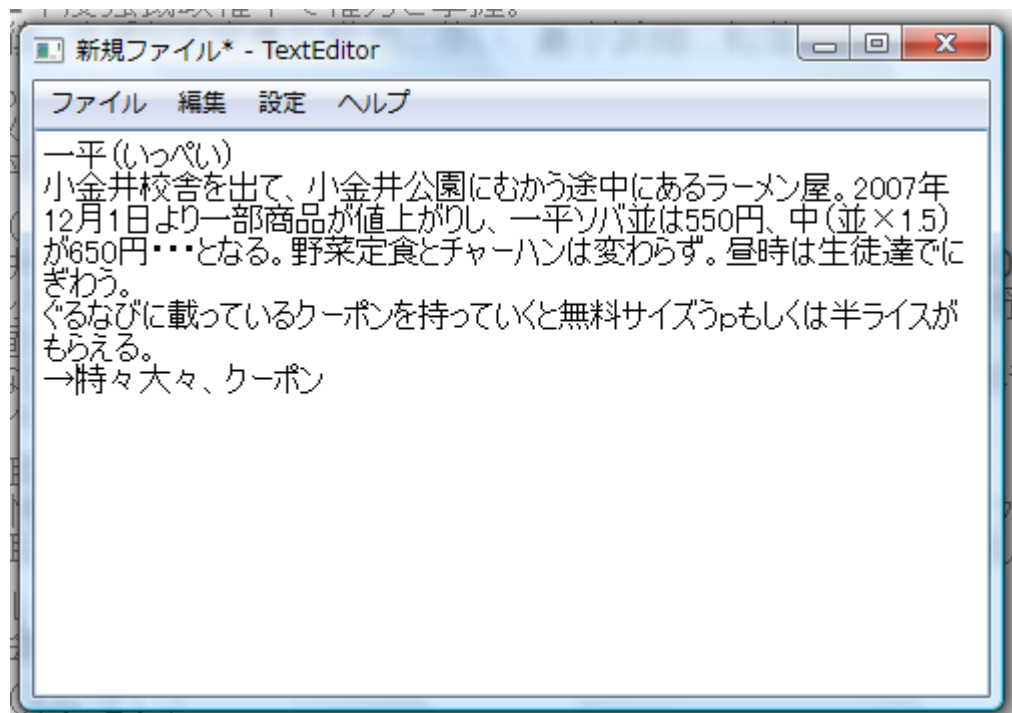 新規ファイル* - TextEditor
ファイル 編集 設定 ヘルプ
一平(いっぺい)
小金井校舎を出て、小金井公園にむかう途中にあるラーメン屋。2007年
12月1日より一部商品が値上がりし、一平ソバ並は550円、中(並×1.5)
が650円・・・となる。野菜定食とチャーハンは変わらず。昼時は生徒達でに
ぎわう。
ぐるなびに載っているクーポンを持っていくと無料サイズうpもしくは半ライスが
もらえる。
→特々大々、クーポン